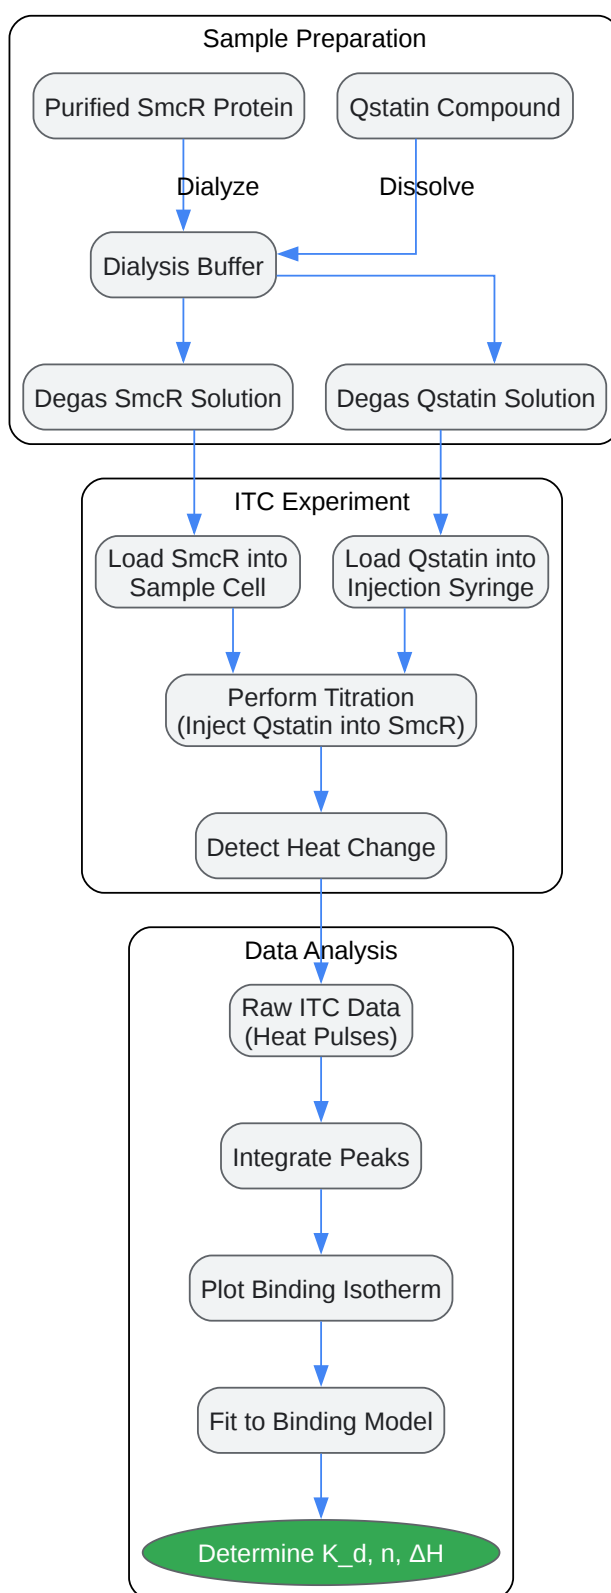 Sample Preparation
Purified SmcR Protein
Qstatin Compound
Dialyze
Dissolve
Dialysis Buffer
Degas SmcR Solution
Degas Qstatin Solution
ITC Experiment
Load SmcR into
Sample Cell
Load Qstatin into
Injection Syringe
Perform Titration
(Inject Qstatin into SmcR)
Detect Heat Change
Data Analysis
Raw ITC Data
(Heat Pulses)
Integrate Peaks
Plot Binding Isotherm
Fit to Binding Model
Determine K_d, n, ΔH